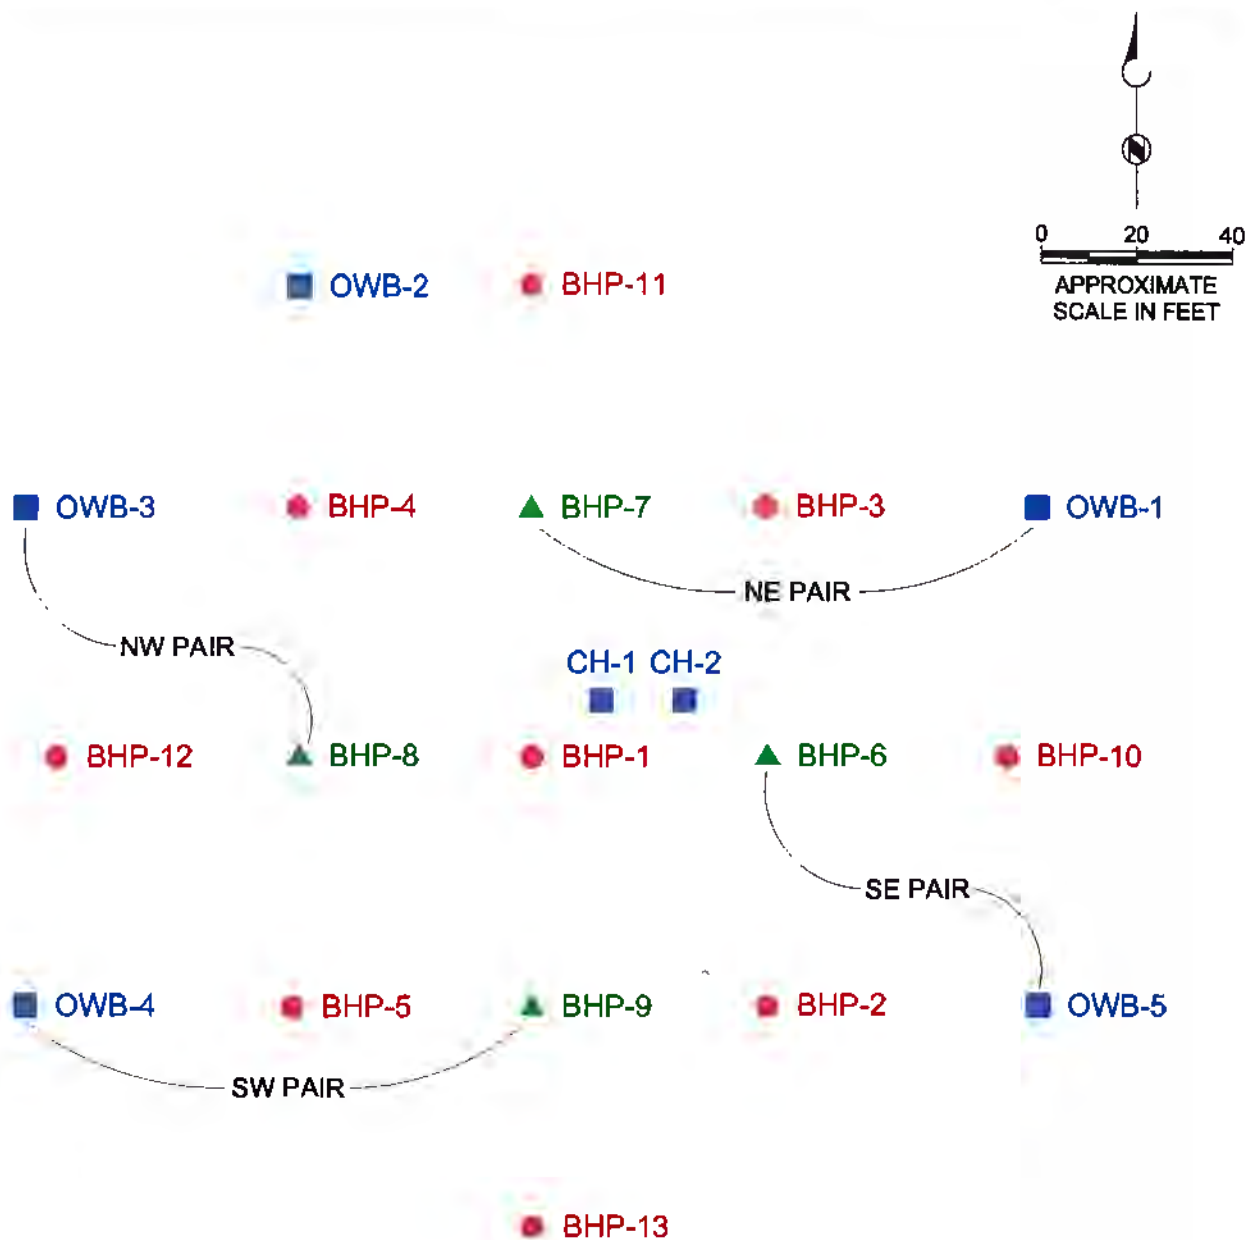 N
0 20 40
APPROXIMATE
SCALE IN FEET
OWB-2 BHP-11
OWB-3 BHP-4 BHP-7 BHP-3 OWB-1
NE PAIR
NW PAIR
CH-1 CH-2
BHP-12 BHP-8 BHP-1 BHP-6 BHP-10
SE PAIR
OWB-4 BHP-5 BHP-9 BHP-2 OWB-5
SW PAIR
BHP-13